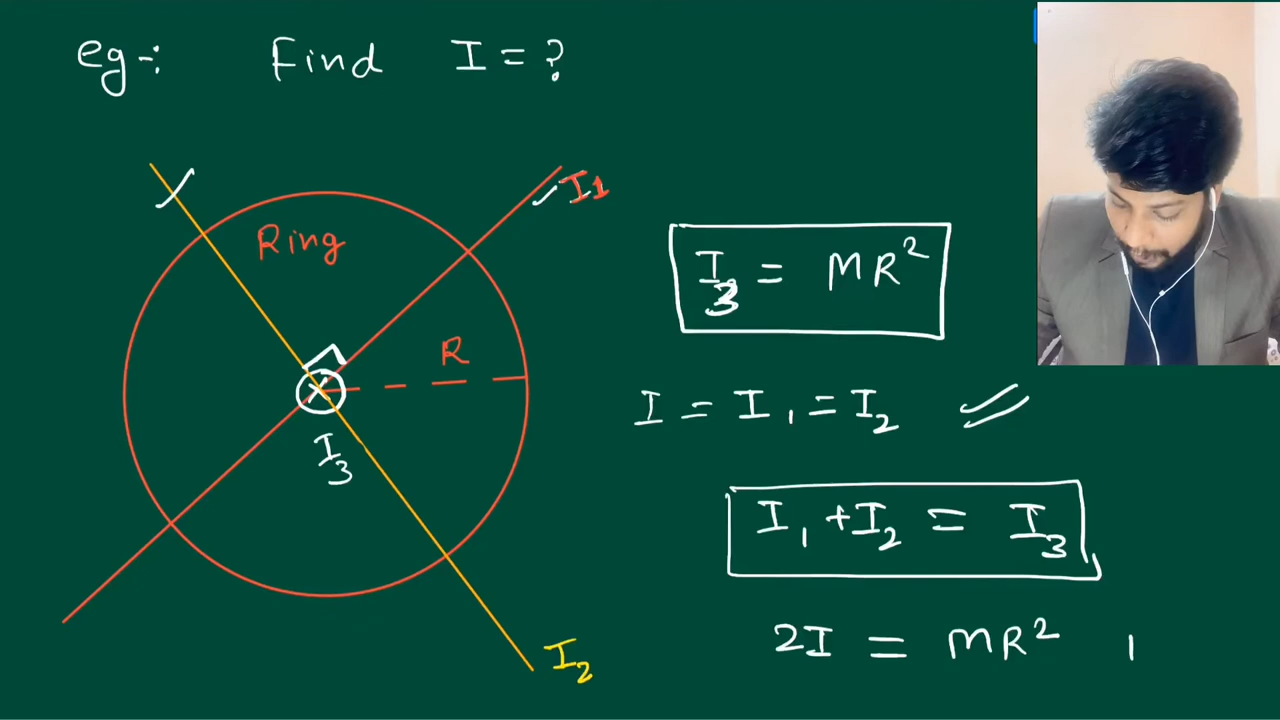 eg-: Find I = ?
I1
Ring
R
I3
I2
I3 = MR²
I = I1 = I2
I1 + I2 = I3
2I = MR²